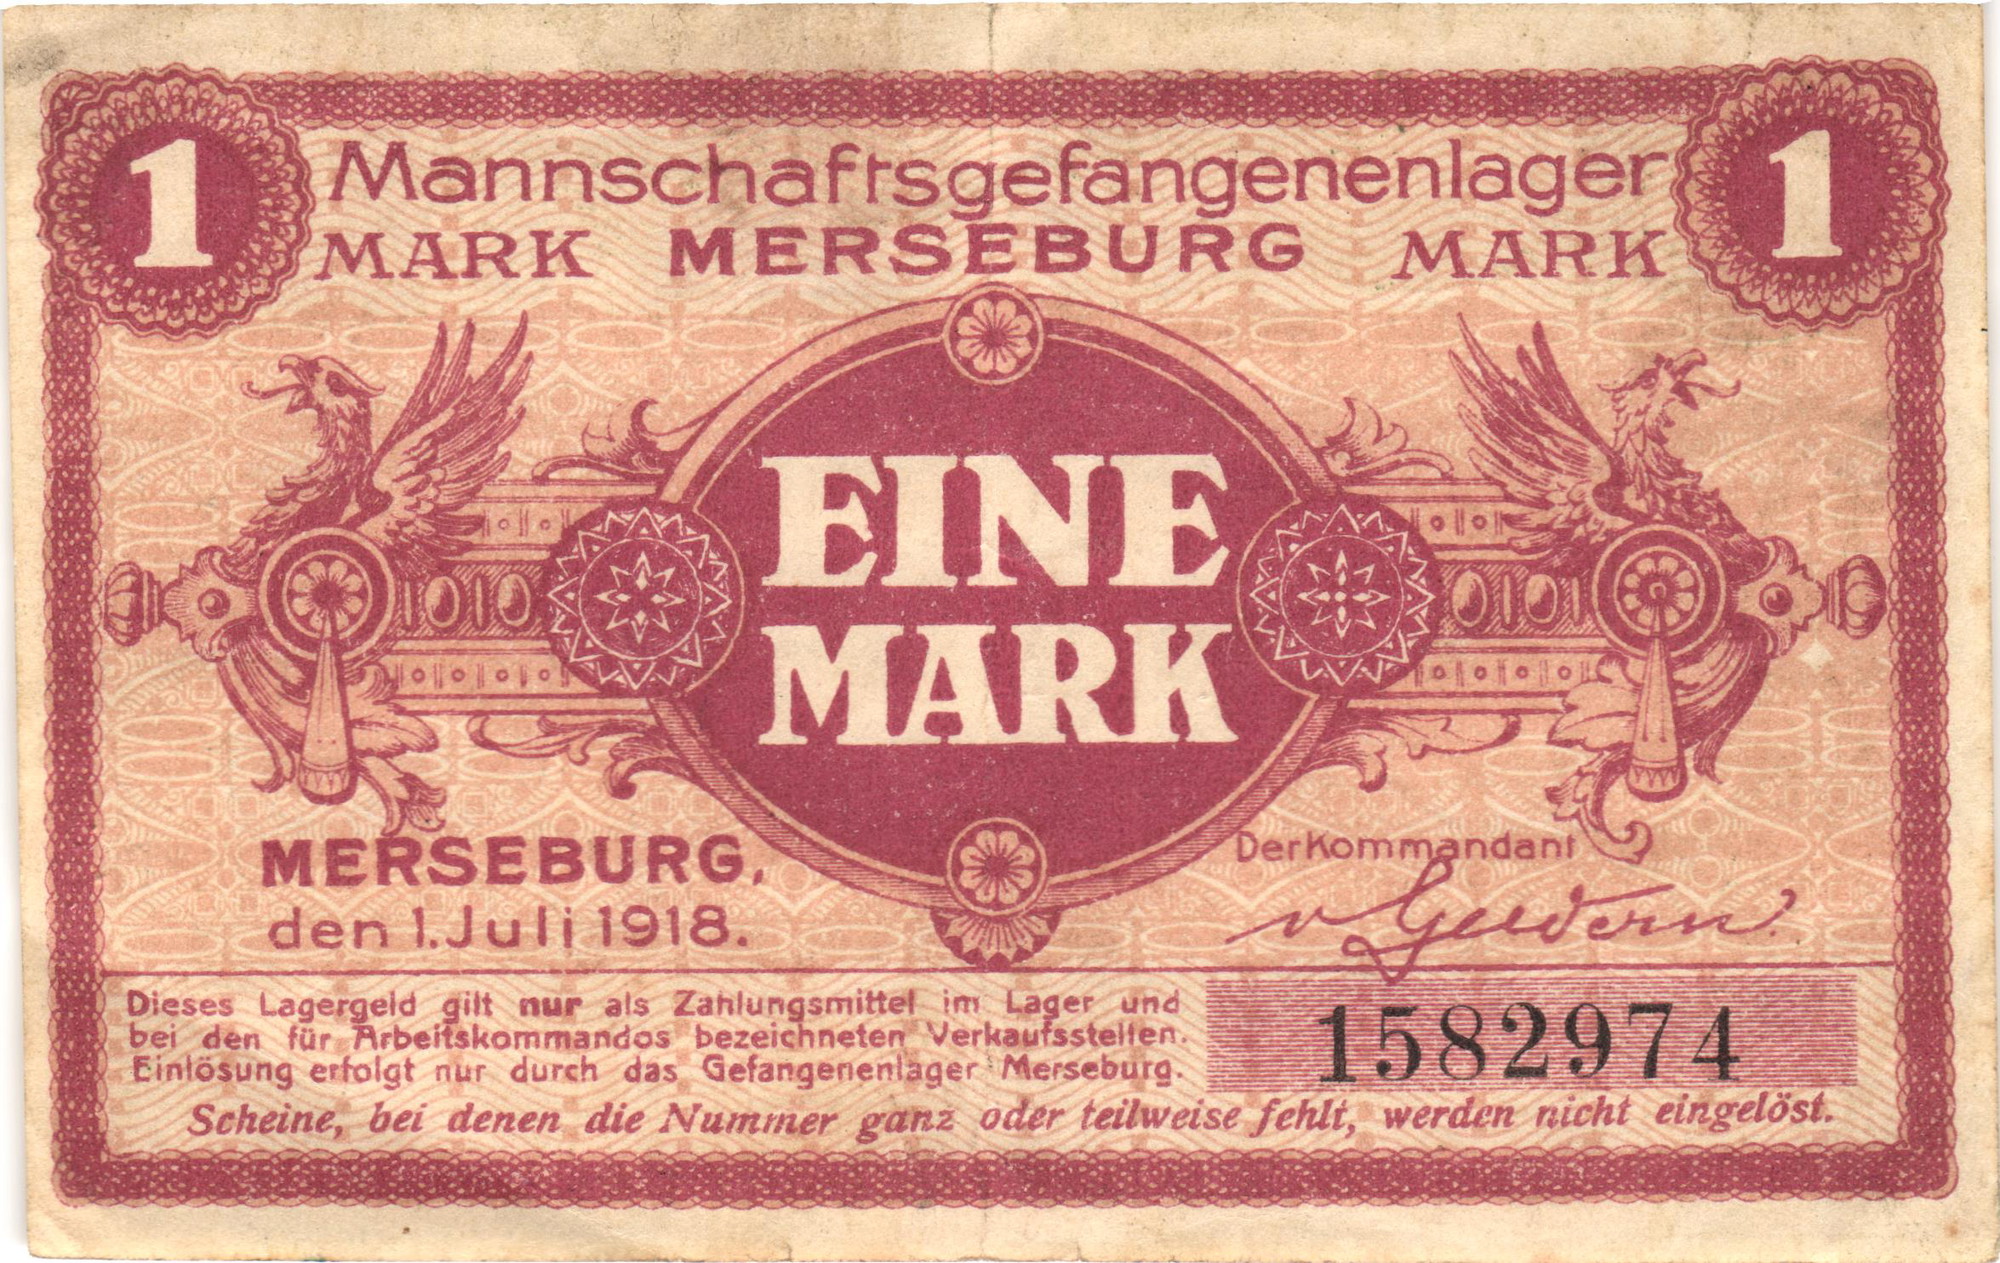 1 Mannschaftsgefangenenlager 1
MARK MERSEBURG MARK
EINE
MARK
MERSEBURG,
den 1. Juli 1918.
Der Kommandant
v. Geldern
Dieses Lagergeld gilt nur als Zahlungsmittel im Lager und
bei den für Arbeitskommandos bezeichneten Verkaufsstellen.
Einlösung erfolgt nur durch das Gefangenenlager Merseburg.
1582974
Scheine, bei denen die Nummer ganz oder teilweise fehlt, werden nicht eingelöst.